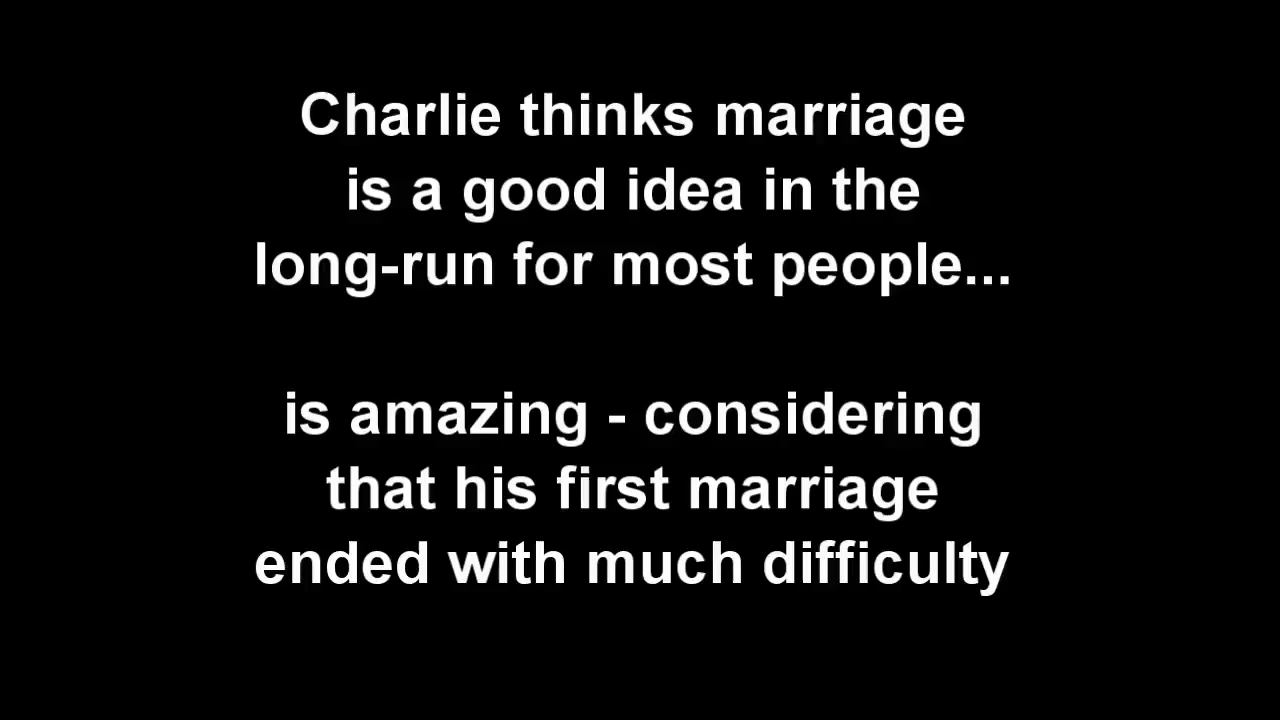 Charlie thinks marriage
is a good idea in the
long-run for most people...
is amazing - considering
that his first marriage
ended with much difficulty